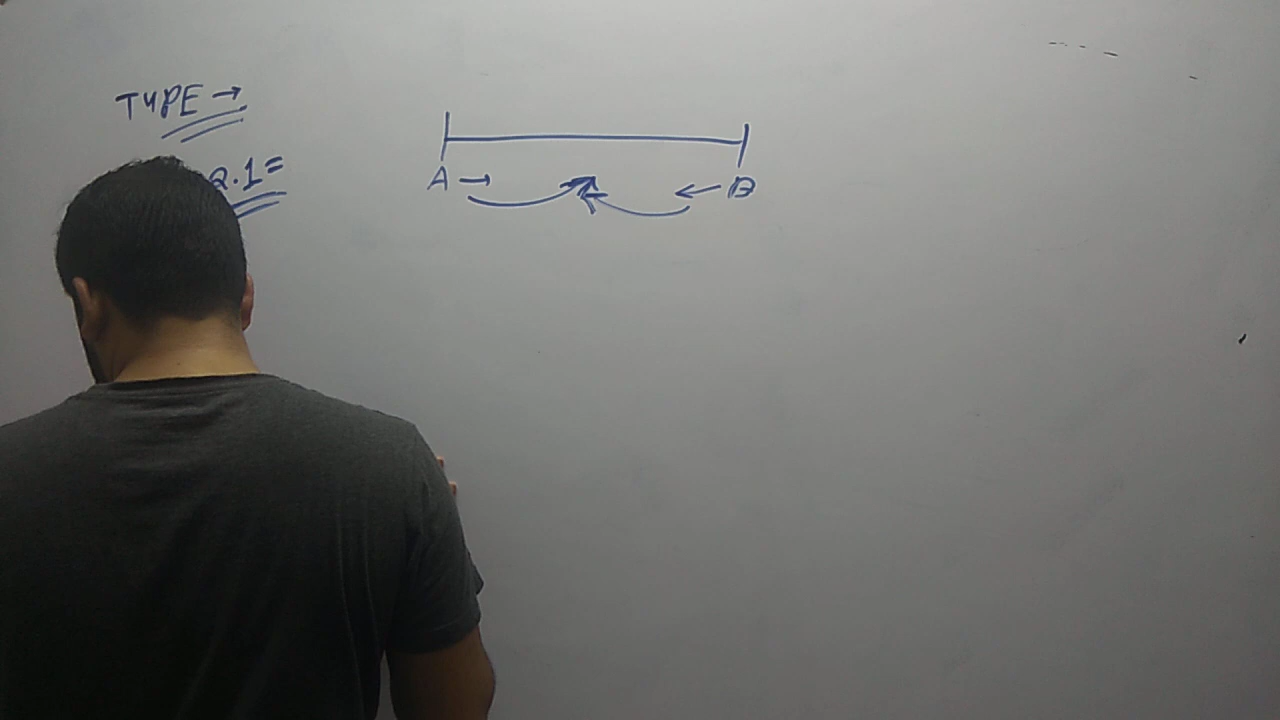 TYPE →
Q.1 =
A → ← B